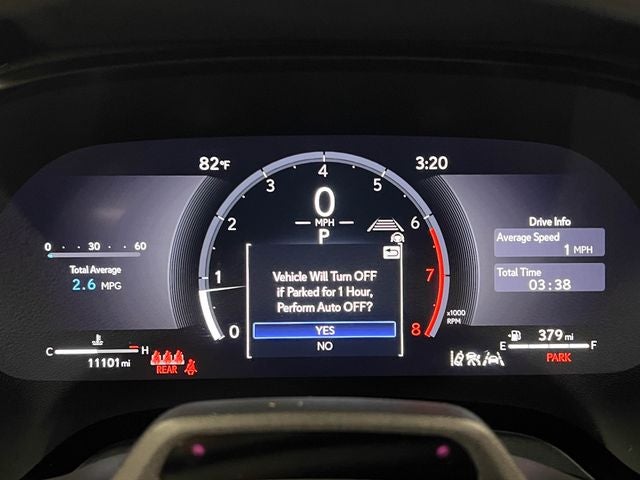 82°F
3:20
0 1 2 3 4 5 6 7 8
0
MPH
P
x1000
RPM
0 30 60
Total Average
2.6 MPG
Drive Info
Average Speed
1 MPH
Total Time
03:38
Vehicle Will Turn OFF
if Parked for 1 Hour,
Perform Auto OFF?
YES
NO
C H
11101 mi
REAR
379 mi
E F
PARK